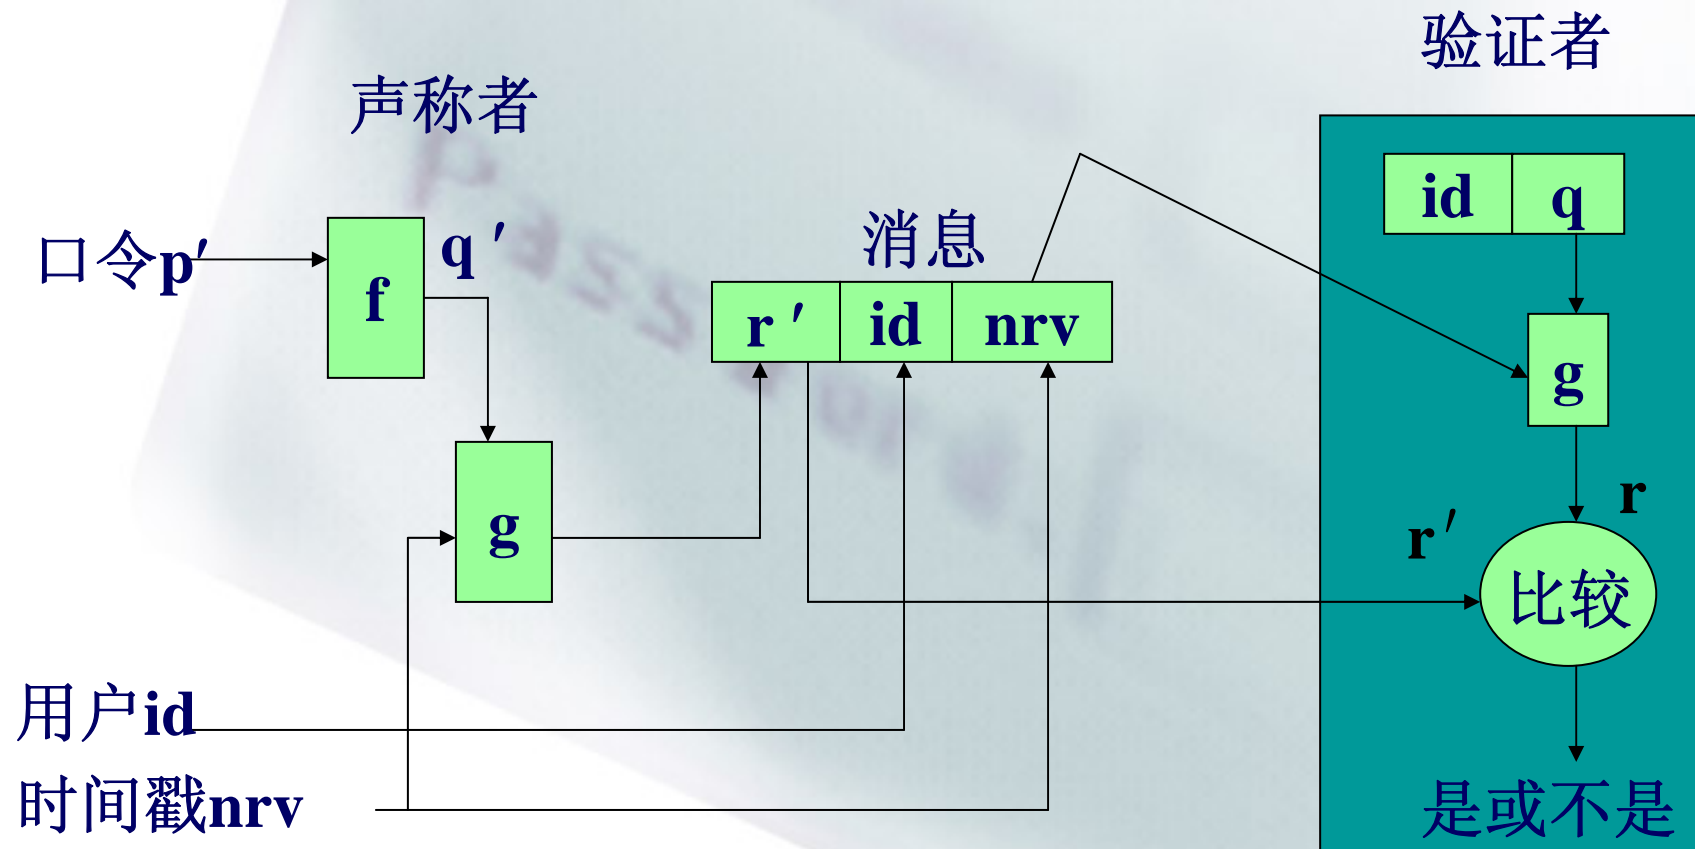 验证者
声称者
id q
口令p′ f q′ 消息
r′ id nrv
g
g
r
r′
比较
用户id
时间戳nrv
是或不是
Password